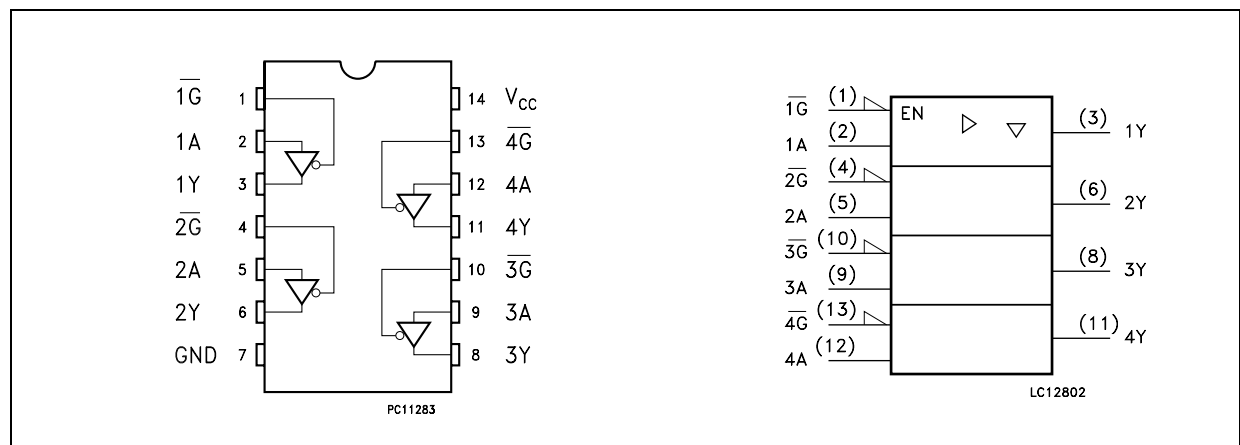 1G̅ 1 14 VCC
1A 2 13 4G̅
1Y 3 12 4A
2G̅ 4 11 4Y
2A 5 10 3G̅
2Y 6 9 3A
GND 7 8 3Y
PC11283
1G̅ (1) EN (3) 1Y
1A (2)
2G̅ (4) (6) 2Y
2A (5)
3G̅ (10) (8) 3Y
3A (9)
4G̅ (13) (11) 4Y
4A (12)
LC12802